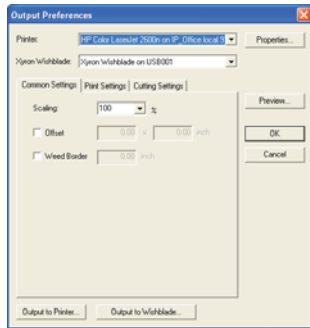 Output Preferences
Printer: HP Color LaserJet 2600n on IP_Office local 9 Properties...
Xyron Wishblade: Xyron Wishblade on USB001
Common Settings Print Settings Cutting Settings
Scaling: 100 % Preview...
Offset 0.00 x 0.00 inch OK
Weed Border 0.00 inch Cancel
Output to Printer... Output to Wishblade...